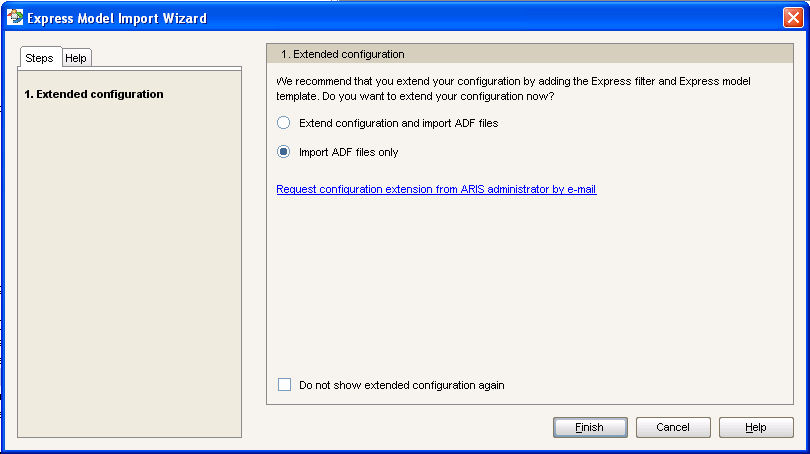 Express Model Import Wizard
Steps
Help
1. Extended configuration
1. Extended configuration
We recommend that you extend your configuration by adding the Express filter and Express model
template. Do you want to extend your configuration now?
Extend configuration and import ADF files
Import ADF files only
Request configuration extension from ARIS administrator by e-mail
Do not show extended configuration again
Finish
Cancel
Help